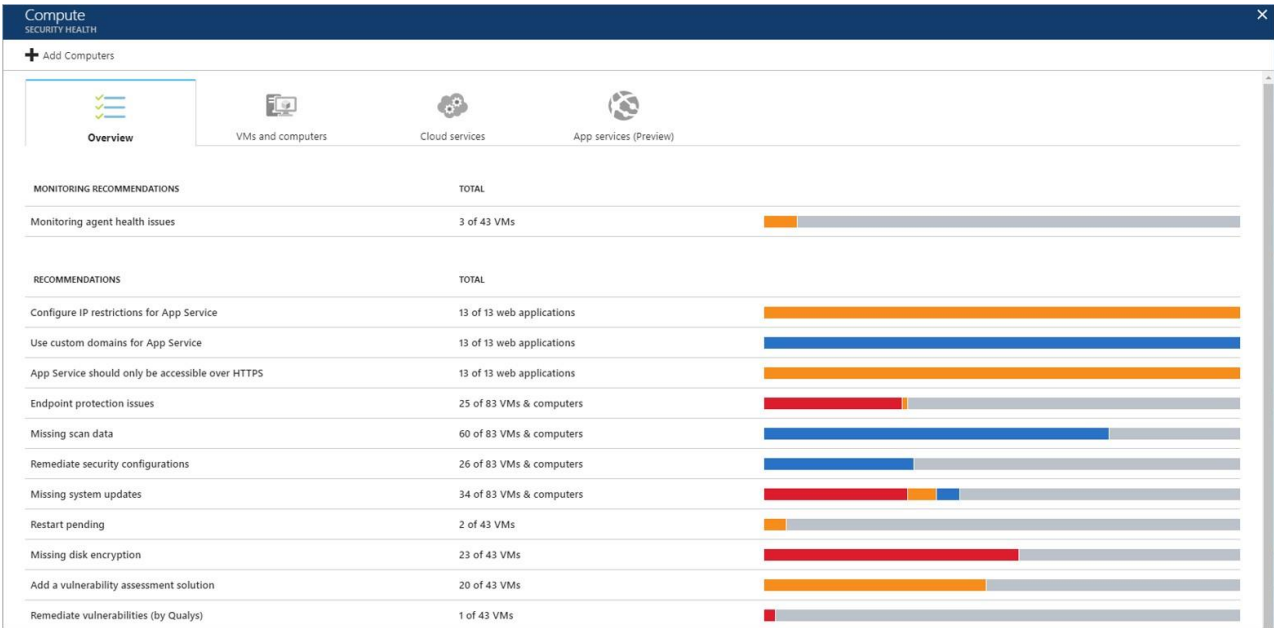 Compute
SECURITY HEALTH
Add Computers
Overview VMs and computers Cloud services App services (Preview)
MONITORING RECOMMENDATIONS TOTAL
Monitoring agent health issues 3 of 43 VMs
RECOMMENDATIONS TOTAL
Configure IP restrictions for App Service 13 of 13 web applications
Use custom domains for App Service 13 of 13 web applications
App Service should only be accessible over HTTPS 13 of 13 web applications
Endpoint protection issues 25 of 83 VMs & computers
Missing scan data 60 of 83 VMs & computers
Remediate security configurations 26 of 83 VMs & computers
Missing system updates 34 of 83 VMs & computers
Restart pending 2 of 43 VMs
Missing disk encryption 23 of 43 VMs
Add a vulnerability assessment solution 20 of 43 VMs
Remediate vulnerabilities (by Qualys) 1 of 43 VMs